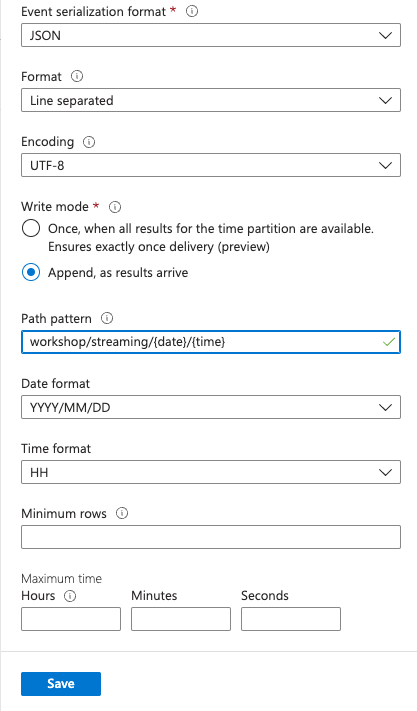 Event serialization format *
JSON
Format
Line separated
Encoding
UTF-8
Write mode *
Once, when all results for the time partition are available.
Ensures exactly once delivery (preview)
Append, as results arrive
Path pattern
workshop/streaming/{date}/{time}
Date format
YYYY/MM/DD
Time format
HH
Minimum rows
Maximum time
Hours Minutes Seconds
Save